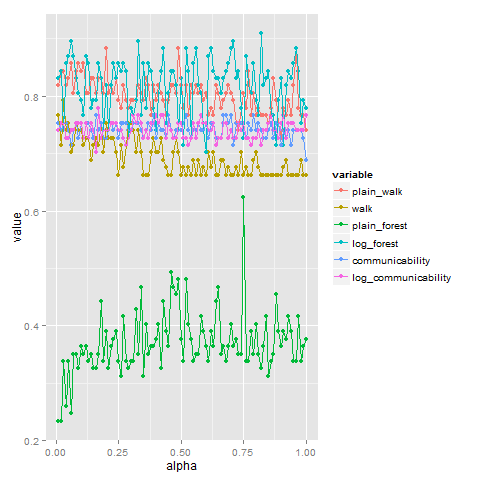 0.8
0.6
0.4
0.2
value
0.00
0.25
0.50
0.75
1.00
alpha
variable
plain_walk
walk
plain_forest
log_forest
communicability
log_communicability